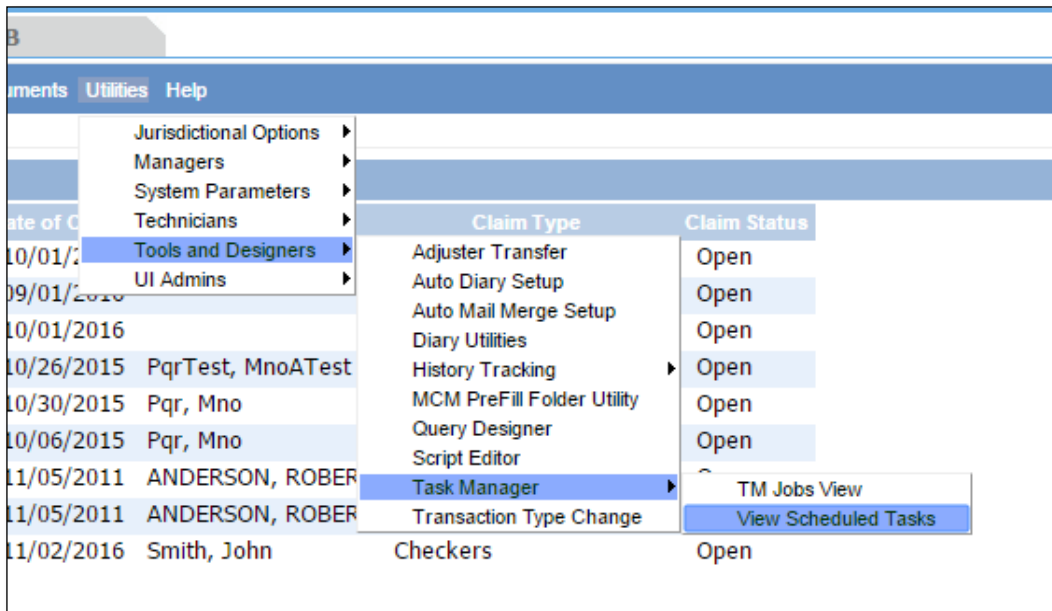 B
uments Utilities Help
Jurisdictional Options
Managers
System Parameters
Technicians
Tools and Designers
UI Admins
ate of C Claim Type Claim Status
10/01/2 Open
09/01/2016 Open
10/01/2016 Open
10/26/2015 PqrTest, MnoATest Open
10/30/2015 Pqr, Mno Open
10/06/2015 Pqr, Mno Open
11/05/2011 ANDERSON, ROBER
11/05/2011 ANDERSON, ROBER
11/02/2016 Smith, John Checkers Open
Adjuster Transfer
Auto Diary Setup
Auto Mail Merge Setup
Diary Utilities
History Tracking
MCM PreFill Folder Utility
Query Designer
Script Editor
Task Manager
Transaction Type Change
TM Jobs View
View Scheduled Tasks